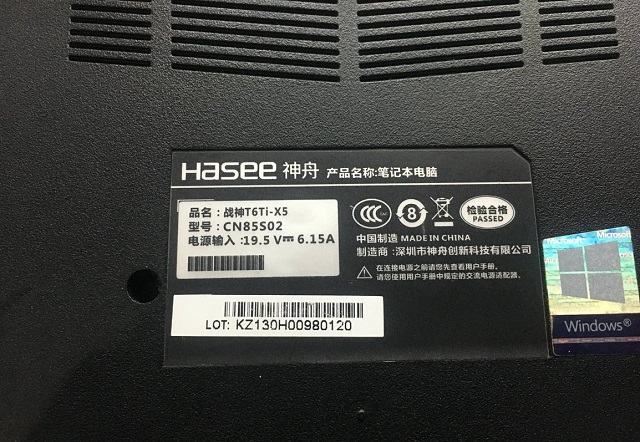 Hasee 神舟 产品名称:笔记本电脑
品名：战神T6Ti-X5
型号：CN85S02
电源输入：19.5V⎓6.15A
CCC
8
检验合格
PASSED
中国制造 MADE IN CHINA
制造商：深圳市神舟创新科技有限公司
在连接电源之前请您先查看用户手册。
请您使用用户手册中规定的交流电源适配器。
LOT: KZ130H00980120
Microsoft
Microsoft
Windows®